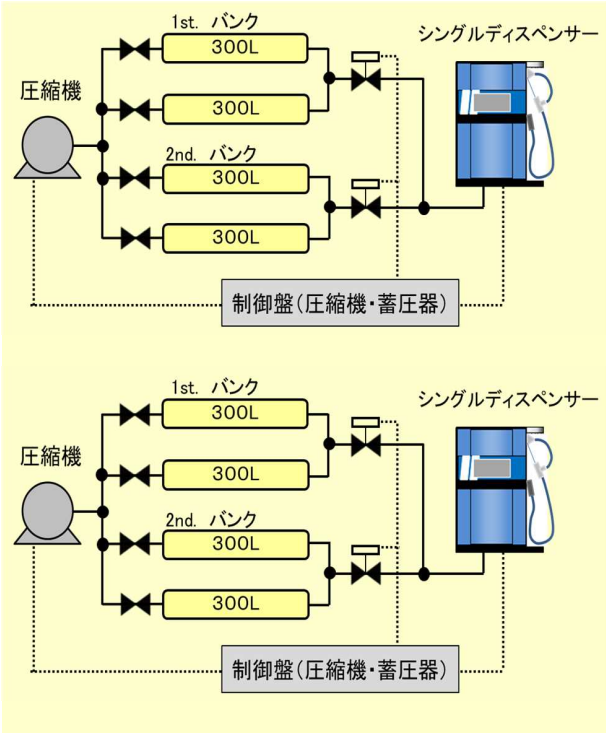 1st. バンク
シングルディスペンサー
300L
圧縮機
300L
2nd. バンク
300L
300L
制御盤(圧縮機・蓄圧器)
1st. バンク
シングルディスペンサー
300L
圧縮機
300L
2nd. バンク
300L
300L
制御盤(圧縮機・蓄圧器)